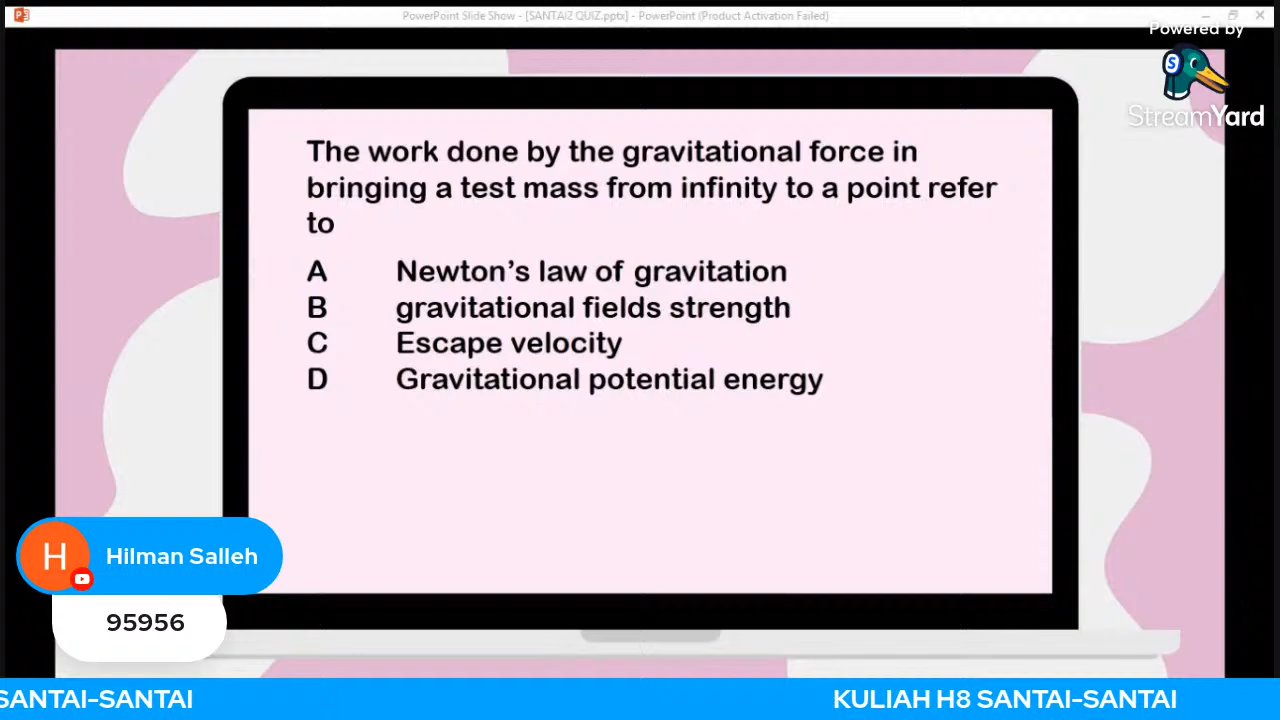 PowerPoint Slide Show - [SANTAI2 QUIZ.pptx] - PowerPoint (Product Activation Failed)
Powered by
StreamYard
The work done by the gravitational force in
bringing a test mass from infinity to a point refer
to
A Newton's law of gravitation
B gravitational fields strength
C Escape velocity
D Gravitational potential energy
H Hilman Salleh
95956
SANTAI-SANTAI KULIAH H8 SANTAI-SANTAI